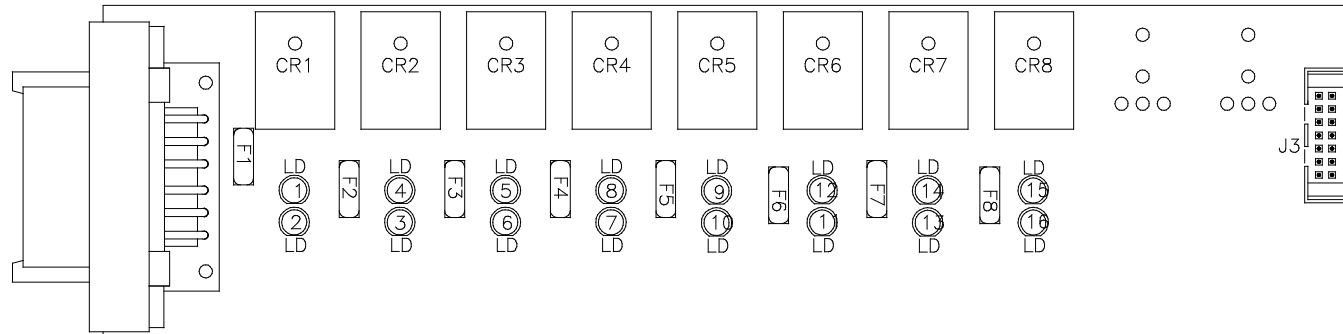 CR1 CR2 CR3 CR4 CR5 CR6 CR7 CR8
J3
F1
LD LD LD LD LD LD LD LD
F2 F3 F4 F5 F6 F7 F8
1 4 5 8 9 12 14 15
2 3 6 7 10 11 13 16
LD LD LD LD LD LD LD LD